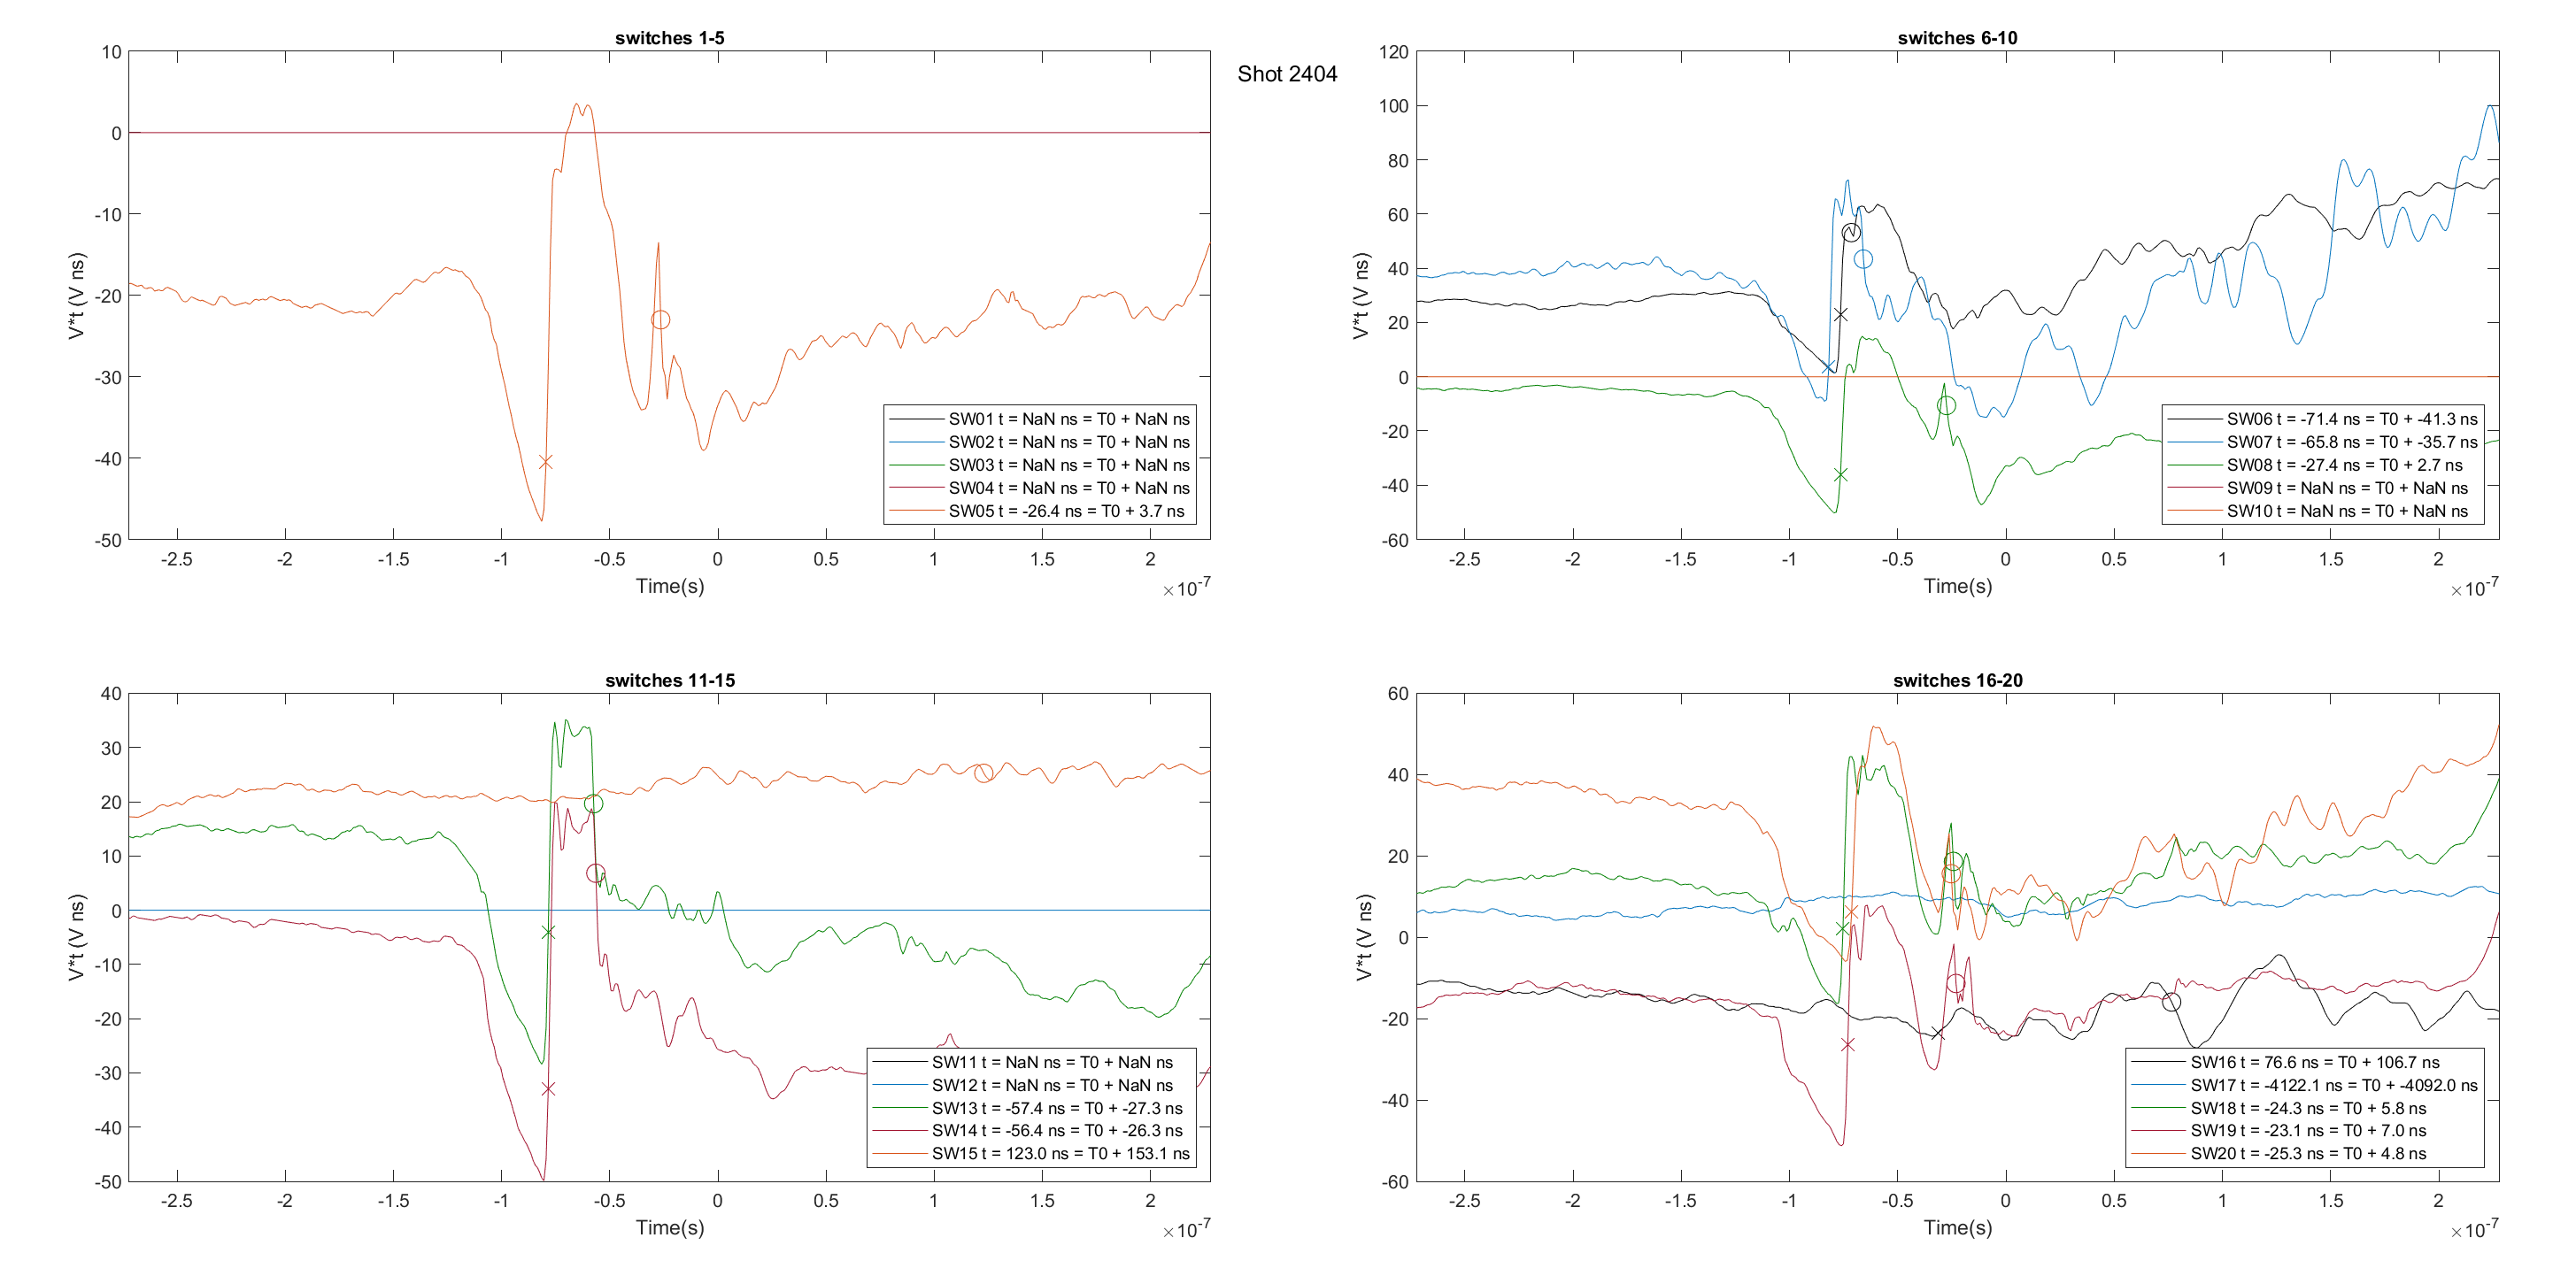 Shot 2404
switches 1-5
10
0
-10
-20
-30
-40
-50
V*t (V ns)
-2.5 -2 -1.5 -1 -0.5 0 0.5 1 1.5 2
Time(s)
×10-7
SW01 t = NaN ns = T0 + NaN ns
SW02 t = NaN ns = T0 + NaN ns
SW03 t = NaN ns = T0 + NaN ns
SW04 t = NaN ns = T0 + NaN ns
SW05 t = -26.4 ns = T0 + 3.7 ns
switches 6-10
120
100
80
60
40
20
0
-20
-40
-60
V*t (V ns)
-2.5 -2 -1.5 -1 -0.5 0 0.5 1 1.5 2
Time(s)
×10-7
SW06 t = -71.4 ns = T0 + -41.3 ns
SW07 t = -65.8 ns = T0 + -35.7 ns
SW08 t = -27.4 ns = T0 + 2.7 ns
SW09 t = NaN ns = T0 + NaN ns
SW10 t = NaN ns = T0 + NaN ns
switches 11-15
40
30
20
10
0
-10
-20
-30
-40
-50
V*t (V ns)
-2.5 -2 -1.5 -1 -0.5 0 0.5 1 1.5 2
Time(s)
×10-7
SW11 t = NaN ns = T0 + NaN ns
SW12 t = NaN ns = T0 + NaN ns
SW13 t = -57.4 ns = T0 + -27.3 ns
SW14 t = -56.4 ns = T0 + -26.3 ns
SW15 t = 123.0 ns = T0 + 153.1 ns
switches 16-20
60
40
20
0
-20
-40
-60
V*t (V ns)
-2.5 -2 -1.5 -1 -0.5 0 0.5 1 1.5 2
Time(s)
×10-7
SW16 t = 76.6 ns = T0 + 106.7 ns
SW17 t = -4122.1 ns = T0 + -4092.0 ns
SW18 t = -24.3 ns = T0 + 5.8 ns
SW19 t = -23.1 ns = T0 + 7.0 ns
SW20 t = -25.3 ns = T0 + 4.8 ns